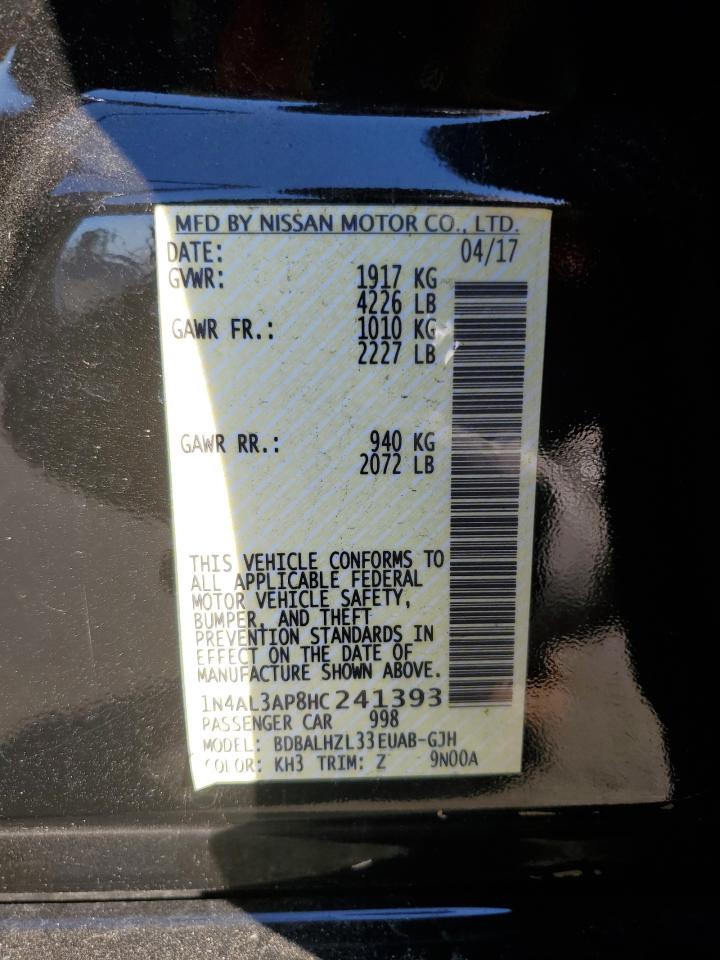 MFD BY NISSAN MOTOR CO., LTD.
DATE: 04/17
GVWR: 1917 KG
4226 LB
GAWR FR.: 1010 KG
2227 LB
GAWR RR.: 940 KG
2072 LB
THIS VEHICLE CONFORMS TO
ALL APPLICABLE FEDERAL
MOTOR VEHICLE SAFETY,
BUMPER, AND THEFT
PREVENTION STANDARDS IN
EFFECT ON THE DATE OF
MANUFACTURE SHOWN ABOVE.
1N4AL3AP8HC241393
PASSENGER CAR 998
MODEL: BDBALHZL33EUAB-GJH
COLOR: KH3 TRIM: Z 9N00A